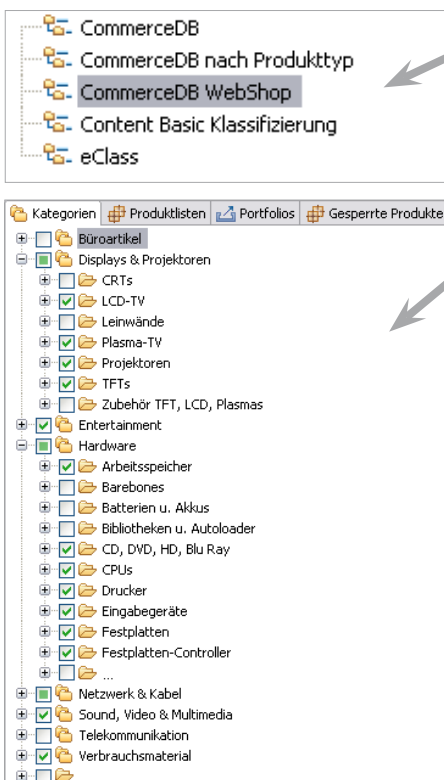 CommerceDB
CommerceDB nach Produkttyp
CommerceDB WebShop
Content Basic Klassifizierung
eClass
Kategorien Produktlisten Portfolios Gesperrte Produkte
Büroartikel
Displays & Projektoren
CRTs
LCD-TV
Leinwände
Plasma-TV
Projektoren
TFTs
Zubehör TFT, LCD, Plasmas
Entertainment
Hardware
Arbeitsspeicher
Barebones
Batterien u. Akkus
Bibliotheken u. Autoloader
CD, DVD, HD, Blu Ray
CPUs
Drucker
Eingabegeräte
Festplatten
Festplatten-Controller
...
Netzwerk & Kabel
Sound, Video & Multimedia
Telekommunikation
Verbrauchsmaterial